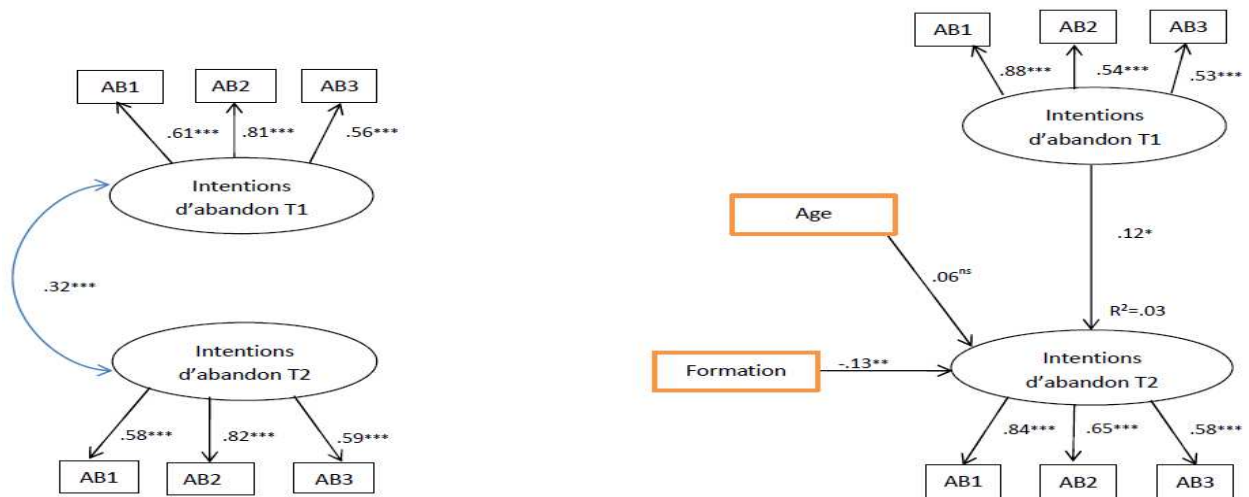 AB1 AB2 AB3
.61*** .81*** .56***
Intentions
d'abandon T1
.32***
Intentions
d'abandon T2
.58*** .82*** .59***
AB1 AB2 AB3
AB1 AB2 AB3
.88*** .54*** .53***
Intentions
d'abandon T1
Age
.12*
.06ns
R²=.03
Formation
-.13**
Intentions
d'abandon T2
.84*** .65*** .58***
AB1 AB2 AB3